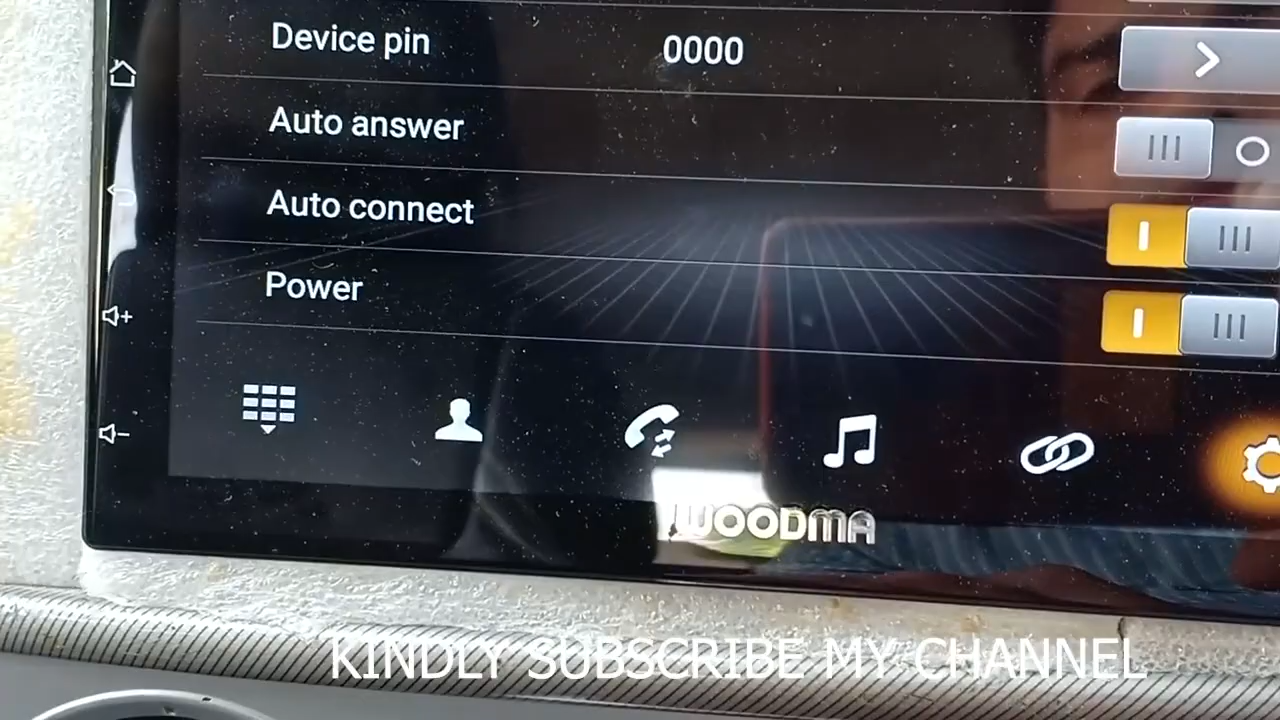 Device pin 0000
Auto answer
Auto connect
Power
WOODMA
KINDLY SUBSCRIBE MY CHANNEL